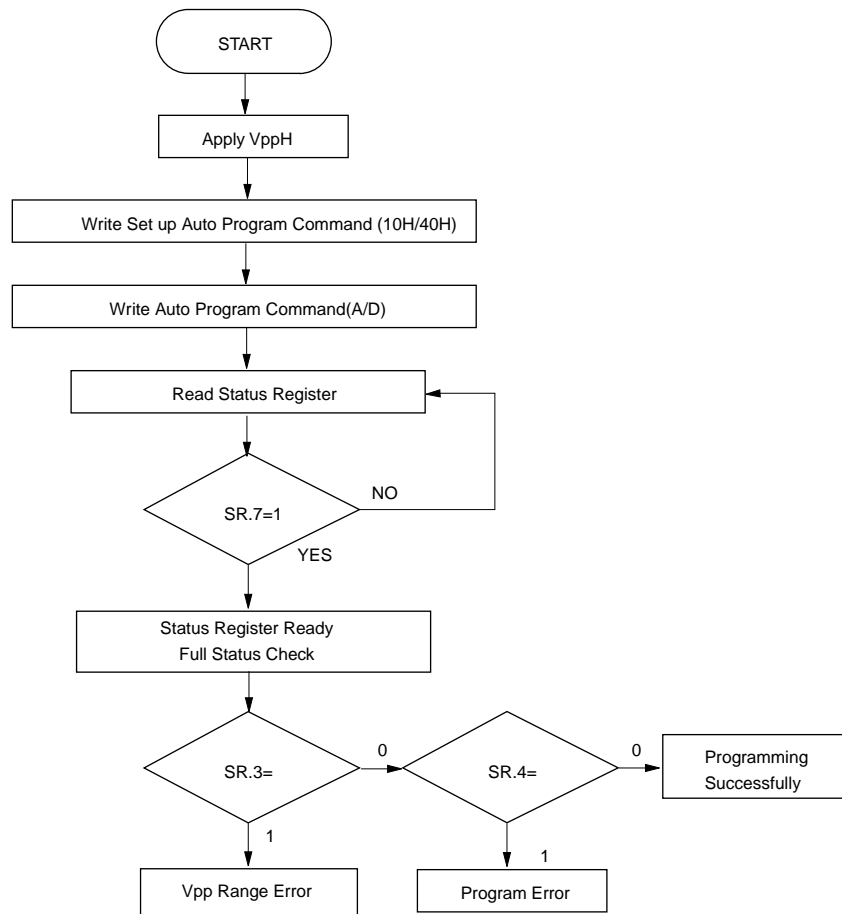 START
Apply VppH
Write Set up Auto Program Command (10H/40H)
Write Auto Program Command(A/D)
Read Status Register
NO
SR.7=1
YES
Status Register Ready
Full Status Check
0
0
SR.3=
SR.4=
Programming
Successfully
1
1
Vpp Range Error
Program Error